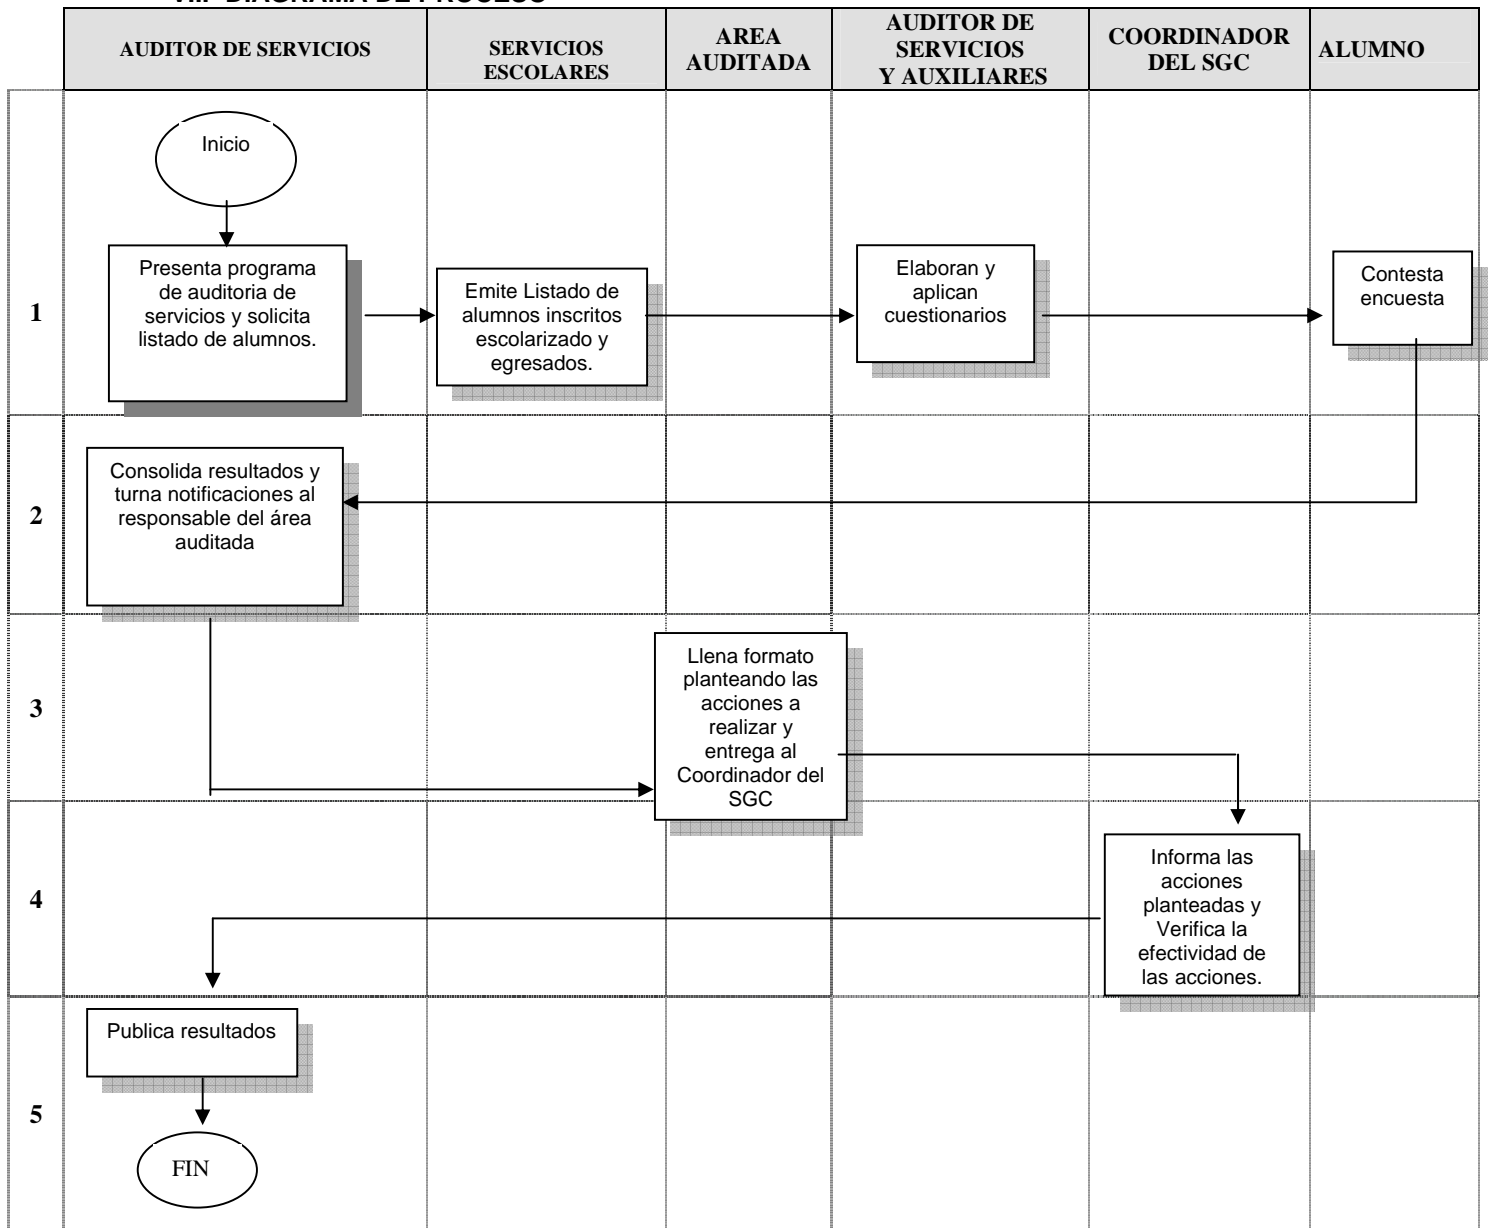 DIAGRAMA DE PROCESO
AUDITOR DE SERVICIOS
SERVICIOS
ESCOLARES
AREA
AUDITADA
AUDITOR DE
SERVICIOS
Y AUXILIARES
COORDINADOR
DEL SGC
ALUMNO
1
Inicio
Presenta programa
de auditoria de
servicios y solicita
listado de alumnos.
Emite Listado de
alumnos inscritos
escolarizado y
egresados.
Elaboran y
aplican
cuestionarios
Contesta
encuesta
2
Consolida resultados y
turna notificaciones al
responsable del área
auditada
3
Llena formato
planteando las
acciones a
realizar y
entrega al
Coordinador del
SGC
4
Informa las
acciones
planteadas y
Verifica la
efectividad de
las acciones.
5
Publica resultados
FIN